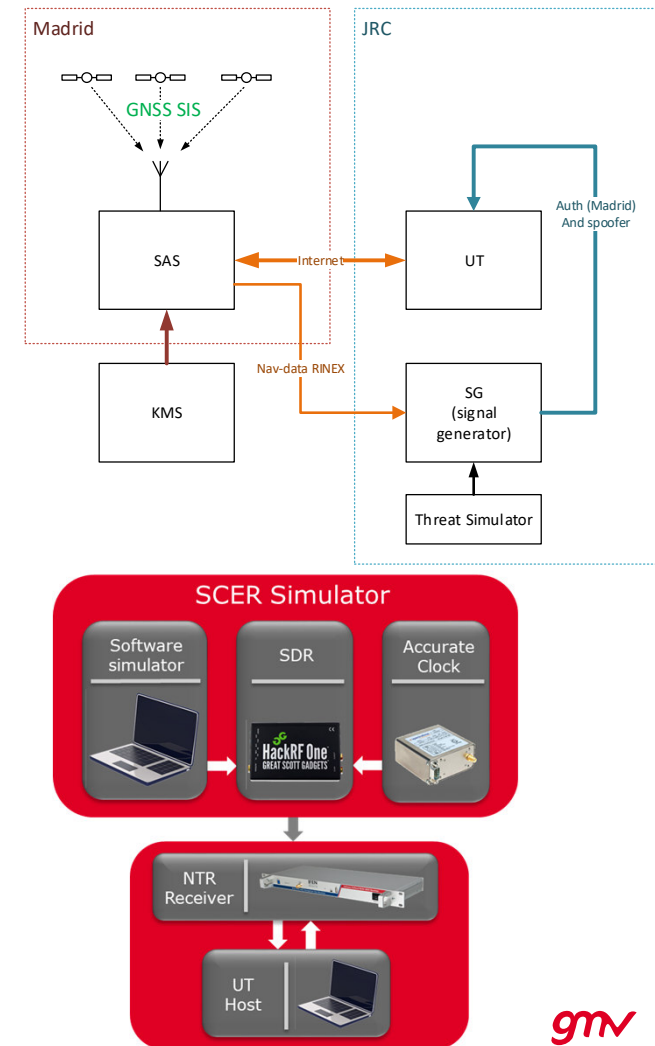 Madrid
JRC
GNSS SIS
SAS
Internet
UT
Auth (Madrid)
And spoofer
Nav-data RINEX
KMS
SG
(signal
generator)
Threat Simulator
SCER Simulator
Software
simulator
SDR
Accurate
Clock
HackRF One
GREAT SCOTT GADGETS
NTR
Receiver
UT
Host
gmv